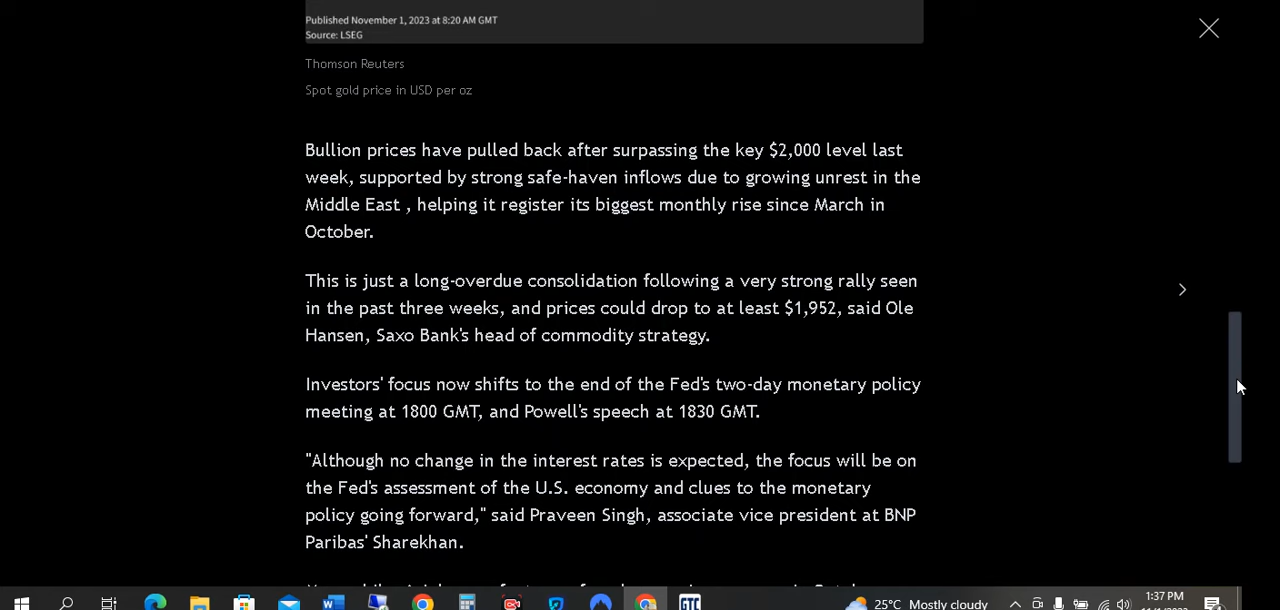 Published November 1, 2023 at 8:20 AM GMT
Source: LSEG
Thomson Reuters
Spot gold price in USD per oz
Bullion prices have pulled back after surpassing the key $2,000 level last
week, supported by strong safe-haven inflows due to growing unrest in the
Middle East , helping it register its biggest monthly rise since March in
October.
This is just a long-overdue consolidation following a very strong rally seen
in the past three weeks, and prices could drop to at least $1,952, said Ole
Hansen, Saxo Bank's head of commodity strategy.
Investors' focus now shifts to the end of the Fed's two-day monetary policy
meeting at 1800 GMT, and Powell's speech at 1830 GMT.
"Although no change in the interest rates is expected, the focus will be on
the Fed's assessment of the U.S. economy and clues to the monetary
policy going forward," said Praveen Singh, associate vice president at BNP
Paribas' Sharekhan.
GTC
25°C Mostly cloudy
1:37 PM